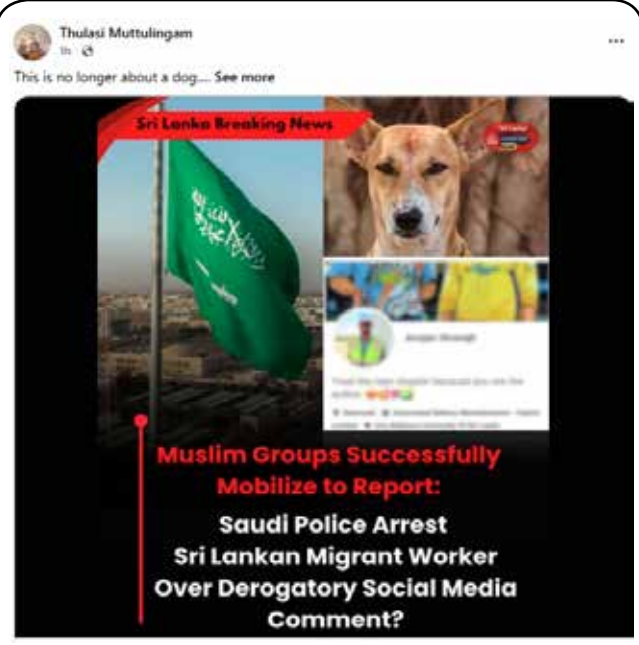 Thulasi Muttulingam
1h
This is no longer about a dog.... See more
Sri Lanka Breaking News
Muslim Groups Successfully
Mobilize to Report:
Saudi Police Arrest
Sri Lankan Migrant Worker
Over Derogatory Social Media
Comment?